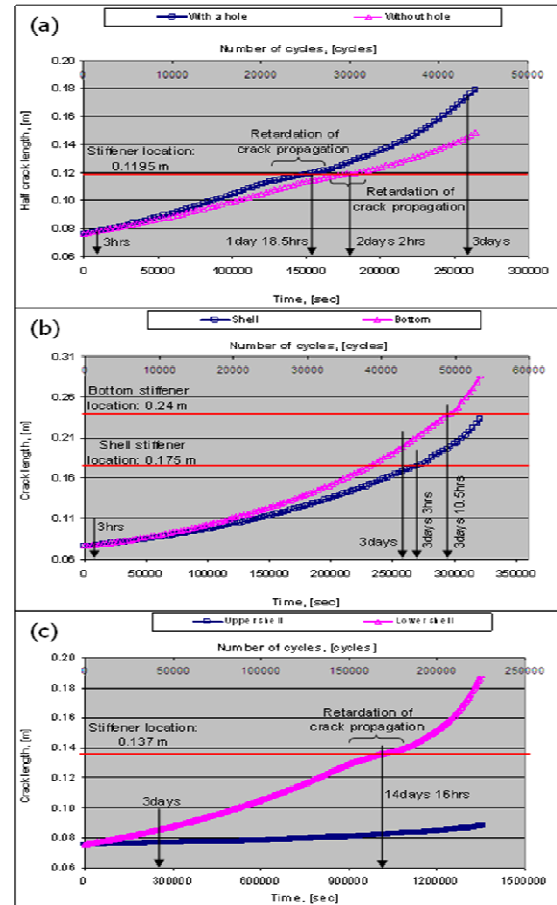 (a)
With a hole Without hole
Number of cycles, [cycles]
0 10000 20000 30000 40000 50000
0.20
0.18
0.16
0.14
0.12
0.10
0.08
0.06
Half crack length, [m]
Retardation of
crack propagation
Stiffener location:
0.1195 m
Retardation of
crack propagation
3hrs
1day 18.5hrs
2days 2hrs
3days
0 50000 100000 150000 200000 250000 300000
Time, [sec]
(b)
Shell Bottom
Number of cycles, [cycles]
0 10000 20000 30000 40000 50000 60000
0.31
0.26
0.21
0.16
0.11
0.06
Crack length, [m]
Bottom stiffener
location: 0.24 m
Shell stiffener
location: 0.175 m
3hrs
3days
3days 3hrs
3days 10.5hrs
0 50000 100000 150000 200000 250000 300000 350000
Time, [sec]
(c)
Upper shell Lower shell
Number of cycles, [cycles]
0 50000 100000 150000 200000 250000
0.20
0.18
0.16
0.14
0.12
0.10
0.08
0.06
Crack length, [m]
Retardation of
crack propagation
Stiffener location:
0.137 m
3days
14days 16hrs
0 300000 600000 900000 1200000 1500000
Time, [sec]